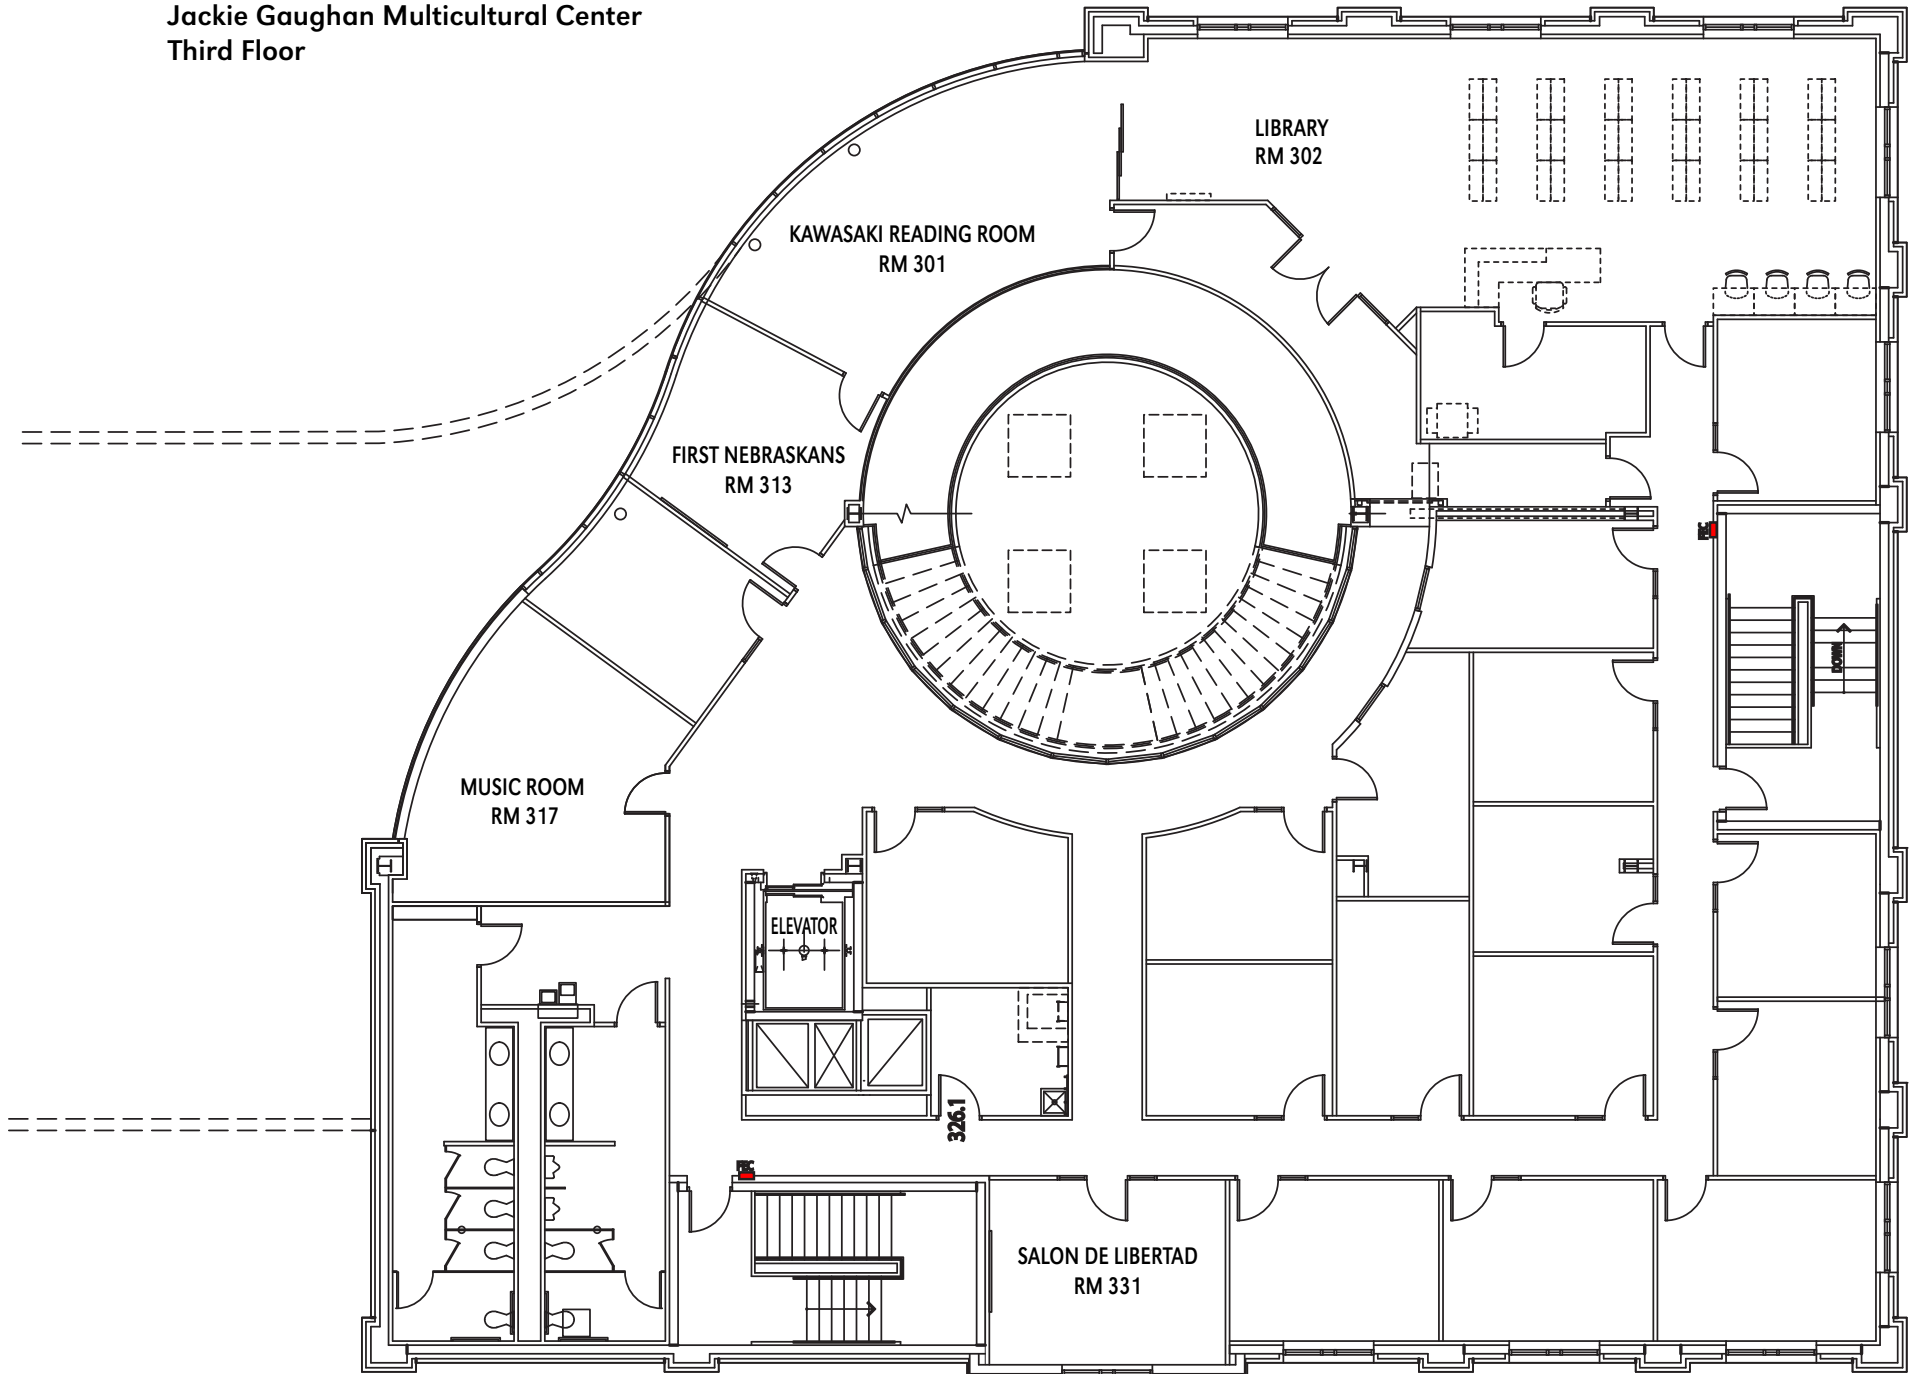 Jackie Gaughan Multicultural Center
Third Floor
LIBRARY
RM 302
KAWASAKI READING ROOM
RM 301
FIRST NEBRASKANS
RM 313
DOWN
MUSIC ROOM
RM 317
ELEVATOR
326.1
SALON DE LIBERTAD
RM 331